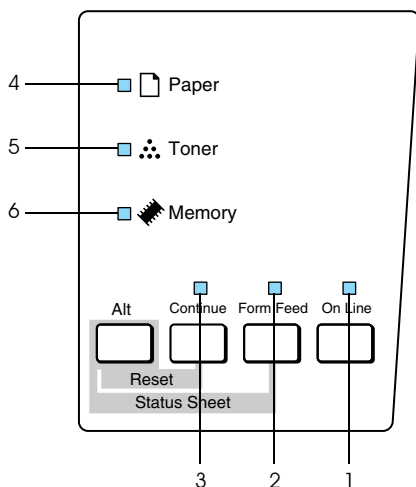 4 Paper
5 Toner
6 Memory
Alt Continue Form Feed On Line
Reset
Status Sheet
3 2 1